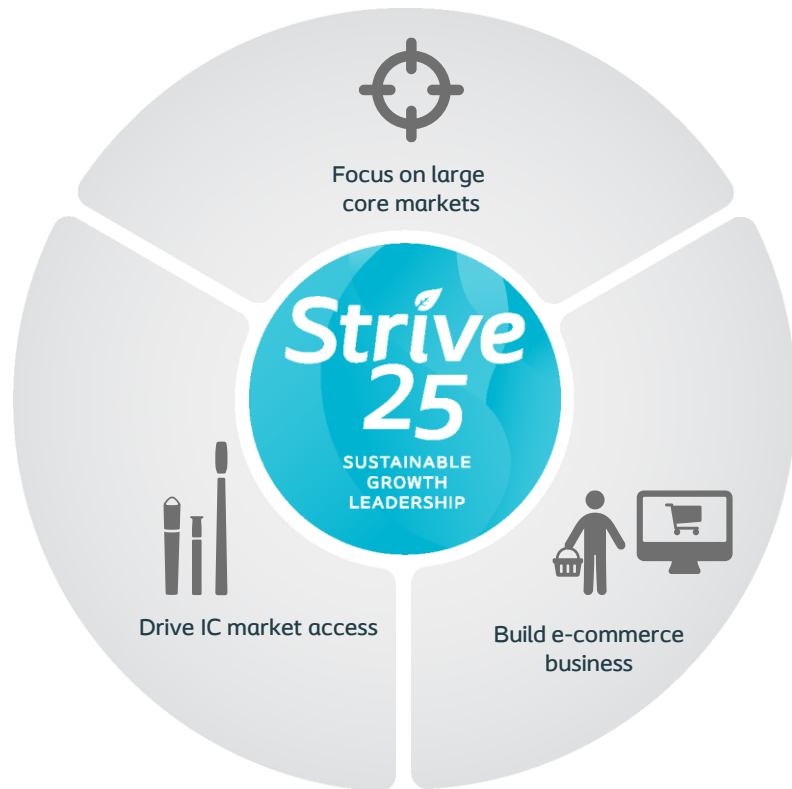 Focus on large
core markets
Strive
25
SUSTAINABLE
GROWTH
LEADERSHIP
Drive IC market access
Build e-commerce
business